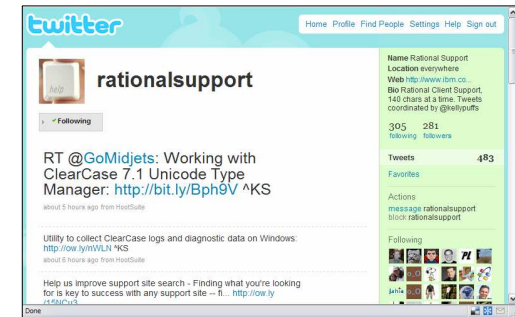 twitter
Home Profile Find People Settings Help Sign out
help
rationalsupport
Following
RT @GoMidjets: Working with
ClearCase 7.1 Unicode Type
Manager: http://bit.ly/Bph9V ^KS
about 5 hours ago from HootSuite
Utility to collect ClearCase logs and diagnostic data on Windows:
http://ow.ly/nWLN ^KS
about 6 hours ago from HootSuite
Help us improve support site search - Finding what you're looking
for is key to success with any support site -- fi... http://ow.ly
/15NCu3
Name Rational Support
Location everywhere
Web http://www.ibm.co...
Bio Rational Client Support,
140 chars at a time. Tweets
coordinated by @kellypuffs
305 281
following followers
Tweets 483
Favorites
Actions
message rationalsupport
block rationalsupport
Following
Done